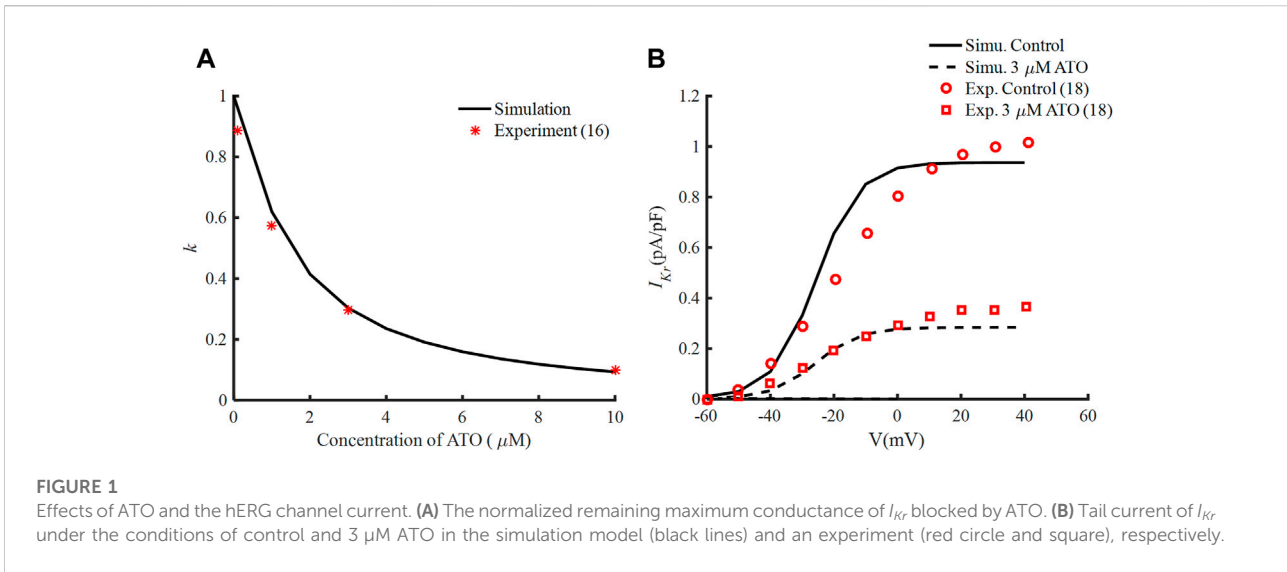 A
1
0.8
0.6
0.4
0.2
0
k
0 2 4 6 8 10
Concentration of ATO ( μM)
Simulation
Experiment (16)
B
Simu. Control
Simu. 3 μM ATO
Exp. Control (18)
Exp. 3 μM ATO (18)
1.2
1
0.8
0.6
0.4
0.2
0
I_Kr(pA/pF)
-60 -40 -20 0 20 40 60
V(mV)
FIGURE 1
Effects of ATO and the hERG channel current. (A) The normalized remaining maximum conductance of I_Kr blocked by ATO. (B) Tail current of I_Kr
under the conditions of control and 3 μM ATO in the simulation model (black lines) and an experiment (red circle and square), respectively.